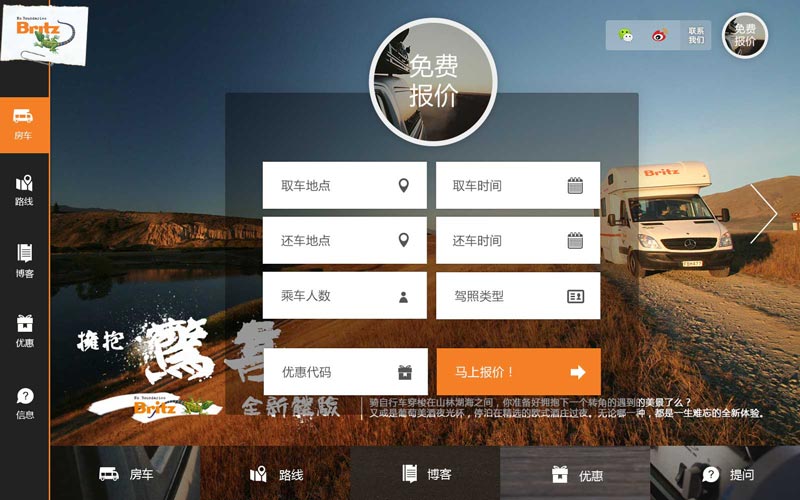 No Boundaries
Britz
联系
我们
免费
报价
免费
报价
房车
路线
博客
优惠
信息
取车地点
取车时间
还车地点
还车时间
乘车人数
驾照类型
优惠代码
马上报价！
Britz
擁抱
驚喜
No Boundaries
Britz
全新體驗
骑自行车穿梭在山林湖海之间，你准备好拥抱下一个转角的遇到的美景了么？
又或是葡萄美酒夜光杯，停泊在精选的欧式酒庄过夜。无论哪一种，都是一生难忘的全新体验。
房车
路线
博客
优惠
提问